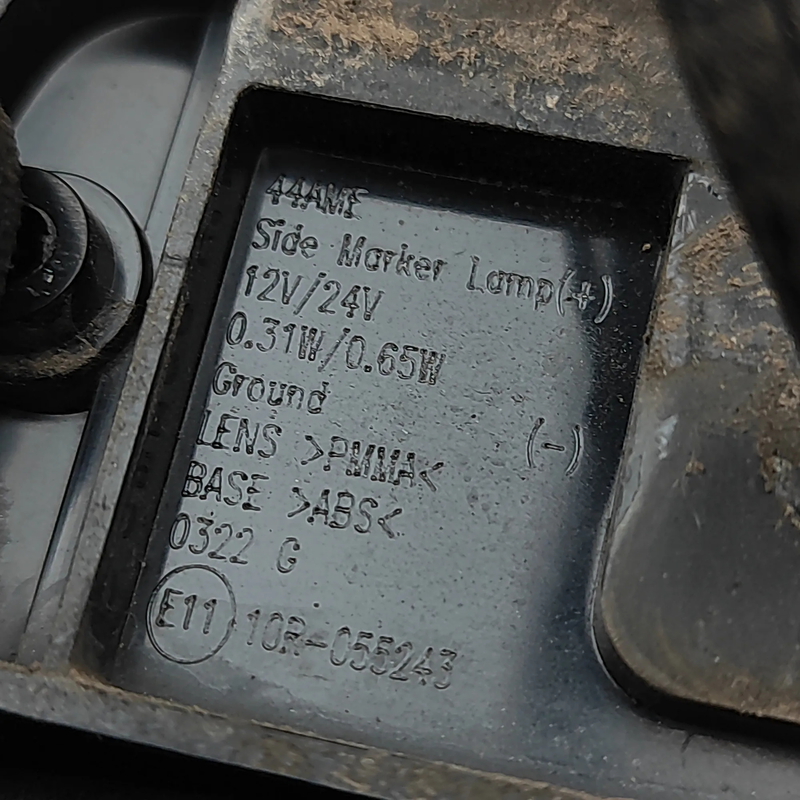 44AME
Side Marker Lamp(+)
12V/24V
0.31W/0.65W
Ground (-)
LENS >PMMA<
BASE >ABS<
0322 G
E11 10R-055243